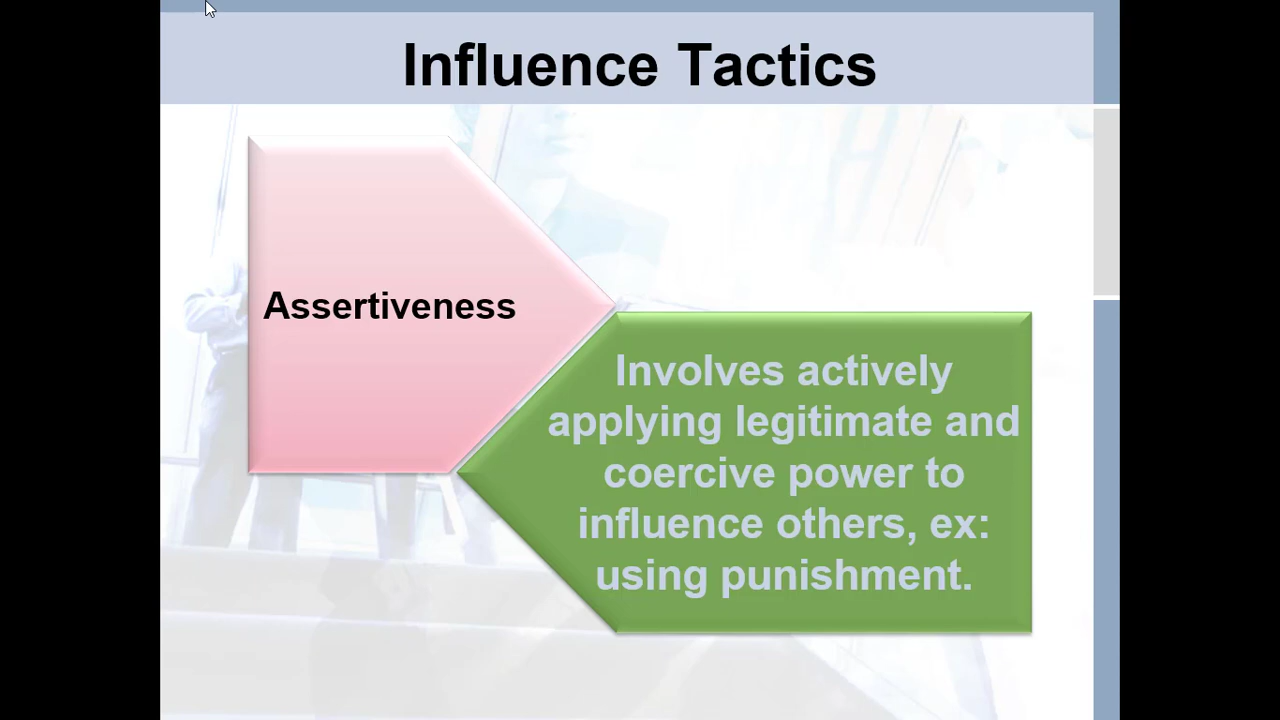 Influence Tactics
Assertiveness
Involves actively
applying legitimate and
coercive power to
influence others, ex:
using punishment.